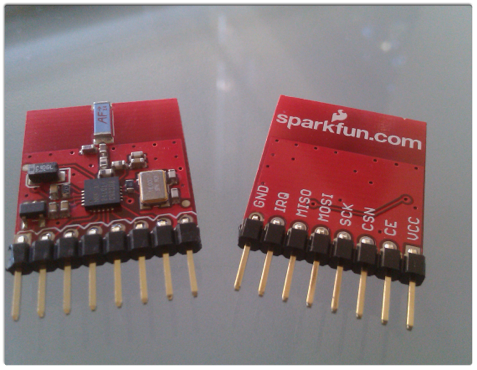 sparkfun.com
GND
IRQ
MISO
MOSI
SCK
CSN
CE
VCC